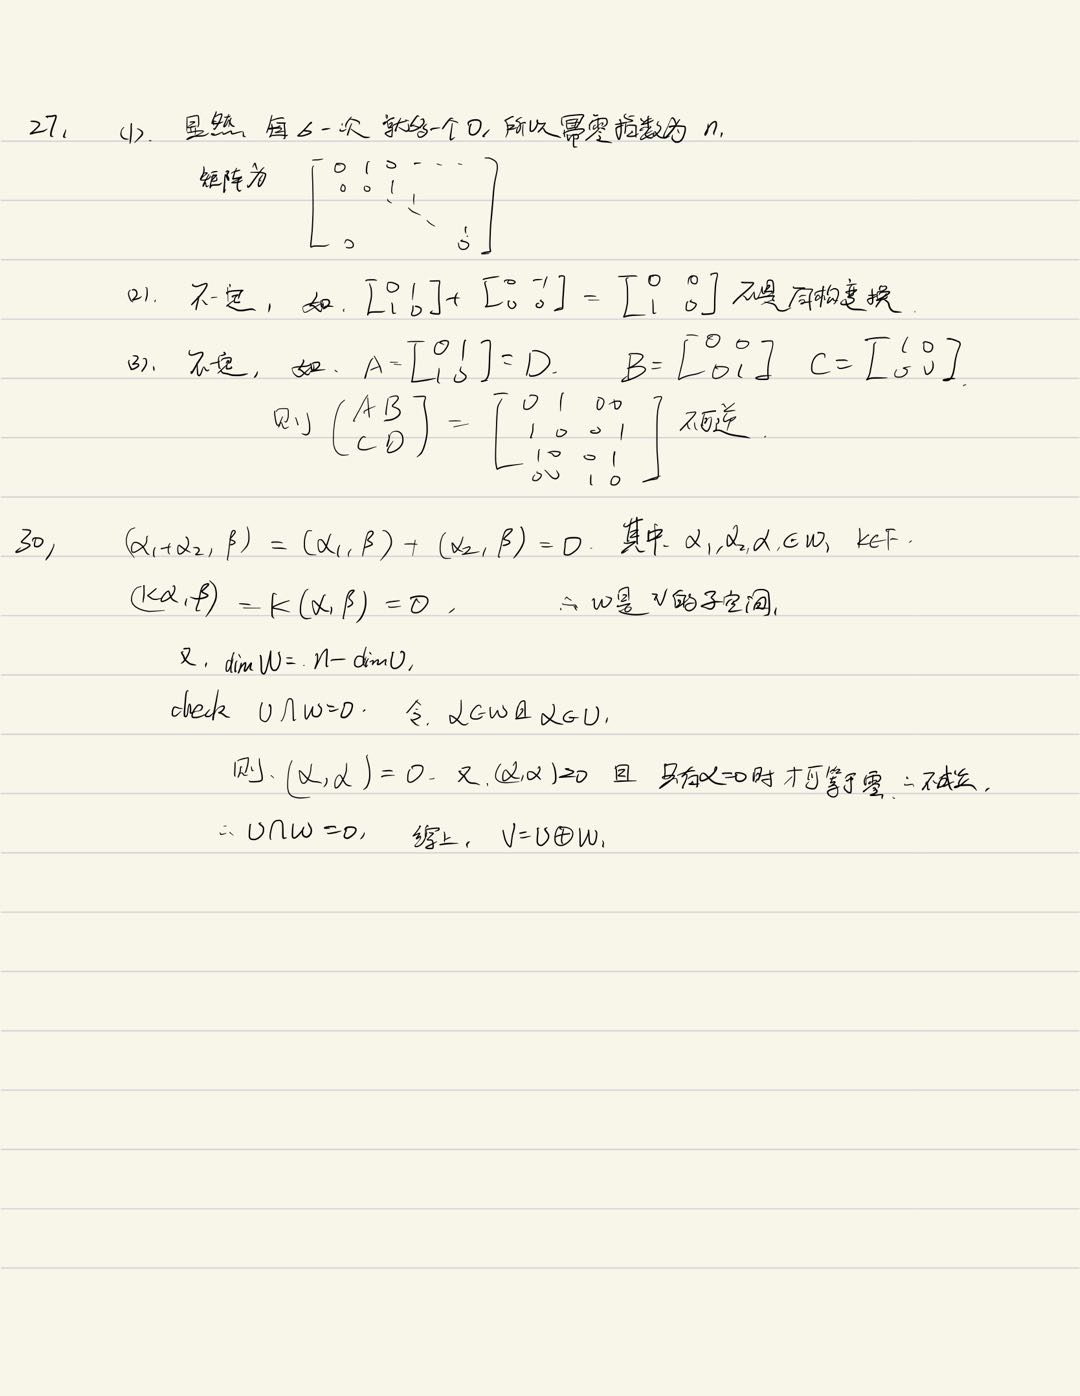 27, (1). 显然, 每σ一次 就多一个0, 所以幂零指数为 n,
矩阵为 [0 1 0 ...
0 0 1
1
1
0 0]
(2). 不一定, 如. [0 1
1 0] + [0 -1
0 0] = [0 0
1 0] 不是同构变换.
(3). 不一定, 如. A = [0 1
1 0] = D. B = [0 0
0 1] C = [1 0
0 0].
则 (A B
C D) = [0 1 0 0
1 0 0 1
1 0 0 1
0 0 1 0] 不可逆.
30, (α₁+α₂, β) = (α₁, β) + (α₂, β) = 0. 其中. α₁, α₂, α, ∈W, k∈F.
(kα, β) = k(α, β) = 0, ∴ W是V的子空间,
又, dim W = n - dim U,
check U∩W=0. 令, α∈W且α∈U,
则. (α, α) = 0. 又, (α, α)≥0 且 只有α=0时才可等于零, ∴不成立.
∴ U∩W=0, 综上, V=U⊕W,